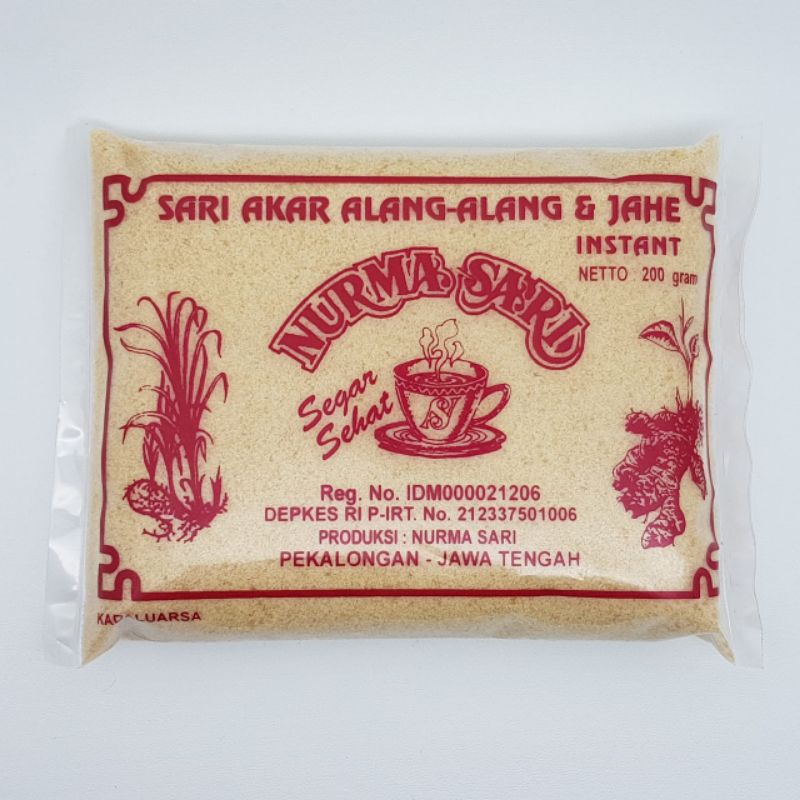 SARI AKAR ALANG-ALANG & JAHE
INSTANT
NETTO 200 gram
NURMA SARI
Segar
Sehat
Reg. No. IDM000021206
DEPKES RI P-IRT. No. 212337501006
PRODUKSI : NURMA SARI
PEKALONGAN - JAWA TENGAH
KADALUARSA